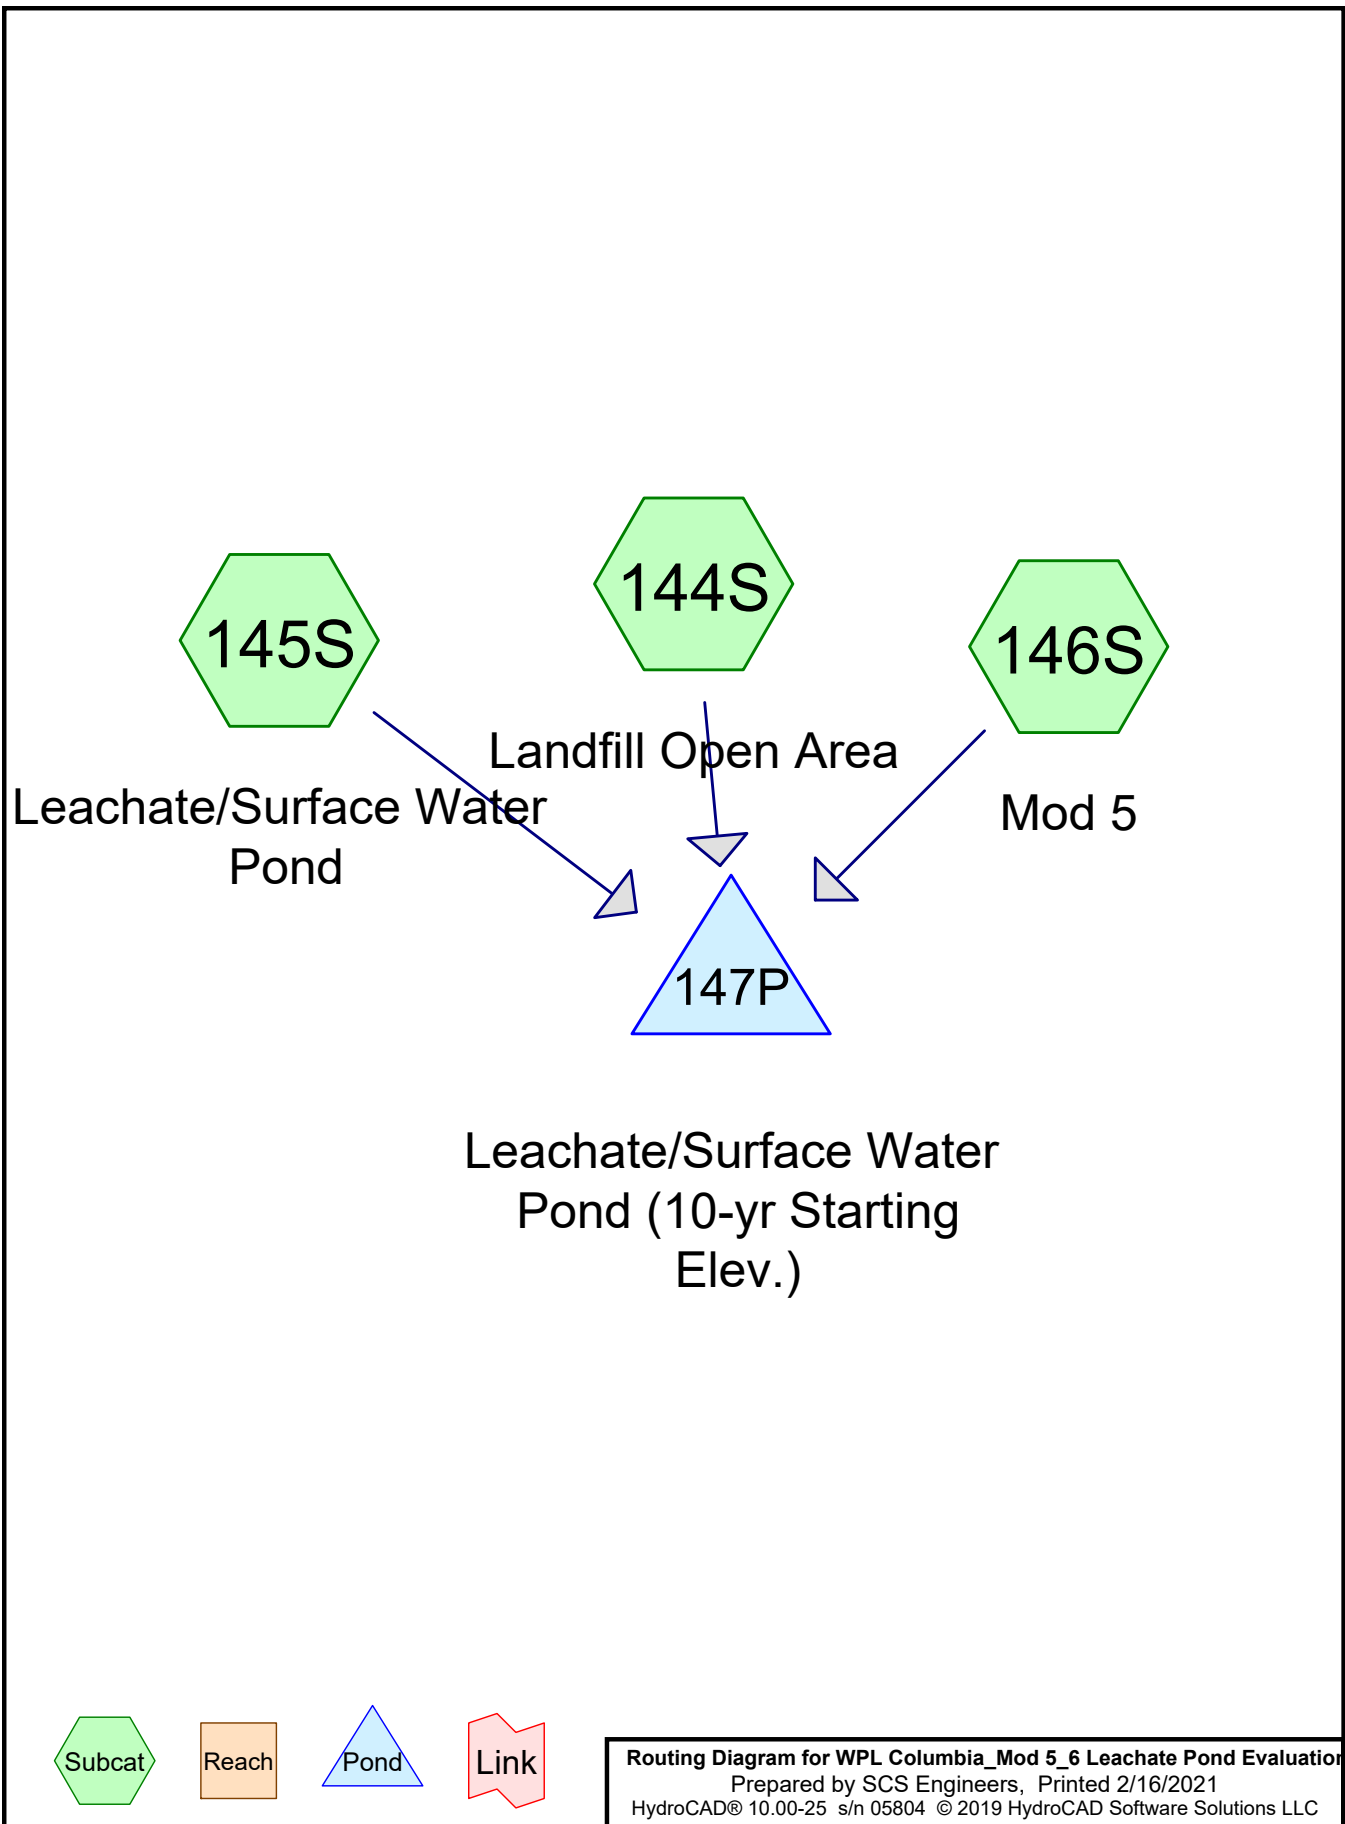 144S
145S
146S
Landfill Open Area
Leachate/Surface Water
Pond
Mod 5
147P
Leachate/Surface Water
Pond (10-yr Starting
Elev.)
Subcat
Reach
Pond
Link
Routing Diagram for WPL Columbia_Mod 5_6 Leachate Pond Evaluation
Prepared by SCS Engineers, Printed 2/16/2021
HydroCAD® 10.00-25 s/n 05804 © 2019 HydroCAD Software Solutions LLC